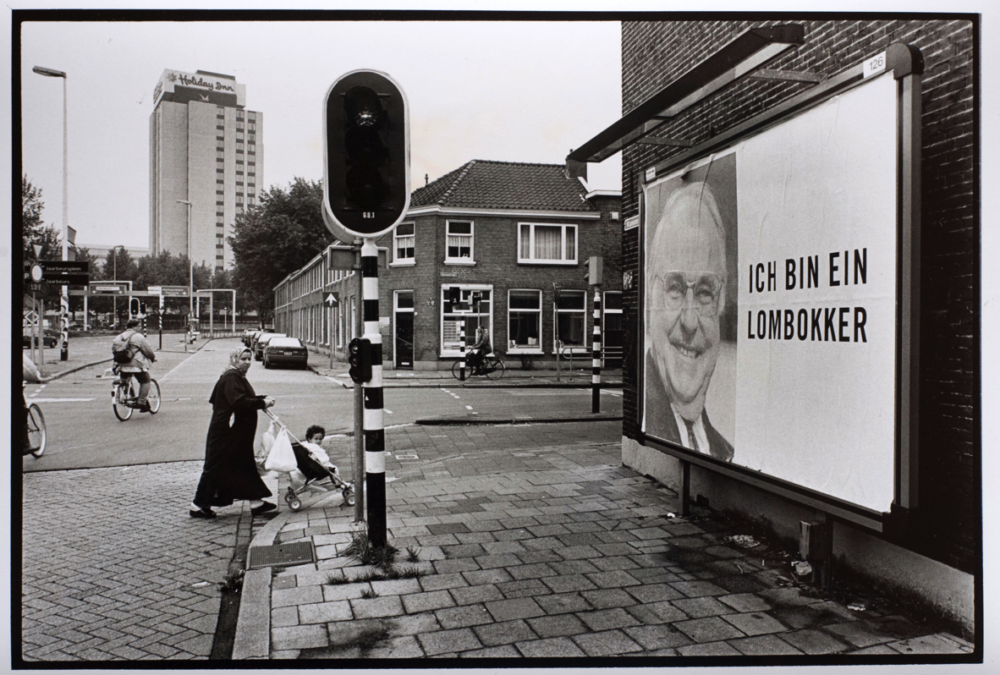 Holiday Inn
68.1
126
Jaarbeursplein
Jaarbeurs
ICH BIN EIN
LOMBOKKER